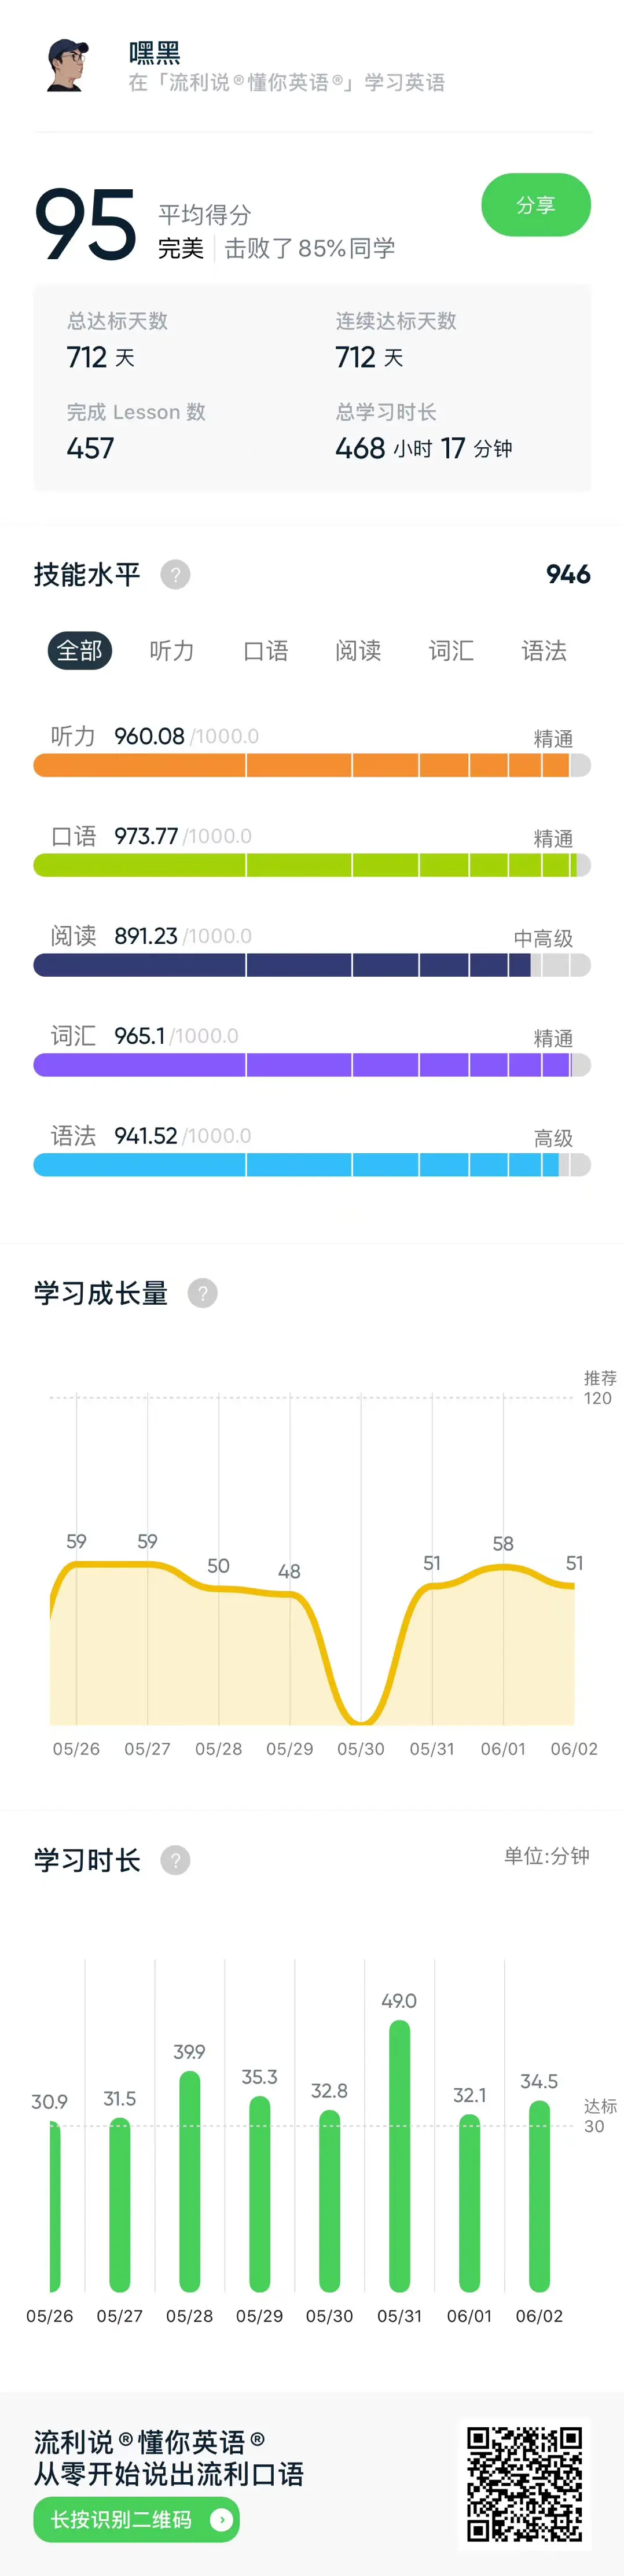 嘿黑
在「流利说®懂你英语®」学习英语
95
平均得分
完美 击败了85%同学
分享
总达标天数
712 天
连续达标天数
712 天
完成 Lesson 数
457
总学习时长
468 小时 17 分钟
技能水平 ?
946
全部 听力 口语 阅读 词汇 语法
听力 960.08/1000.0 精通
口语 973.77/1000.0 精通
阅读 891.23/1000.0 中高级
词汇 965.1/1000.0 精通
语法 941.52/1000.0 高级
学习成长量 ?
推荐
120
59 59 50 48 51 58 51
05/26 05/27 05/28 05/29 05/30 05/31 06/01 06/02
学习时长 ?
单位:分钟
30.9 31.5 39.9 35.3 32.8 49.0 32.1 34.5
达标
30
05/26 05/27 05/28 05/29 05/30 05/31 06/01 06/02
流利说®懂你英语®
从零开始说出流利口语
长按识别二维码 ›